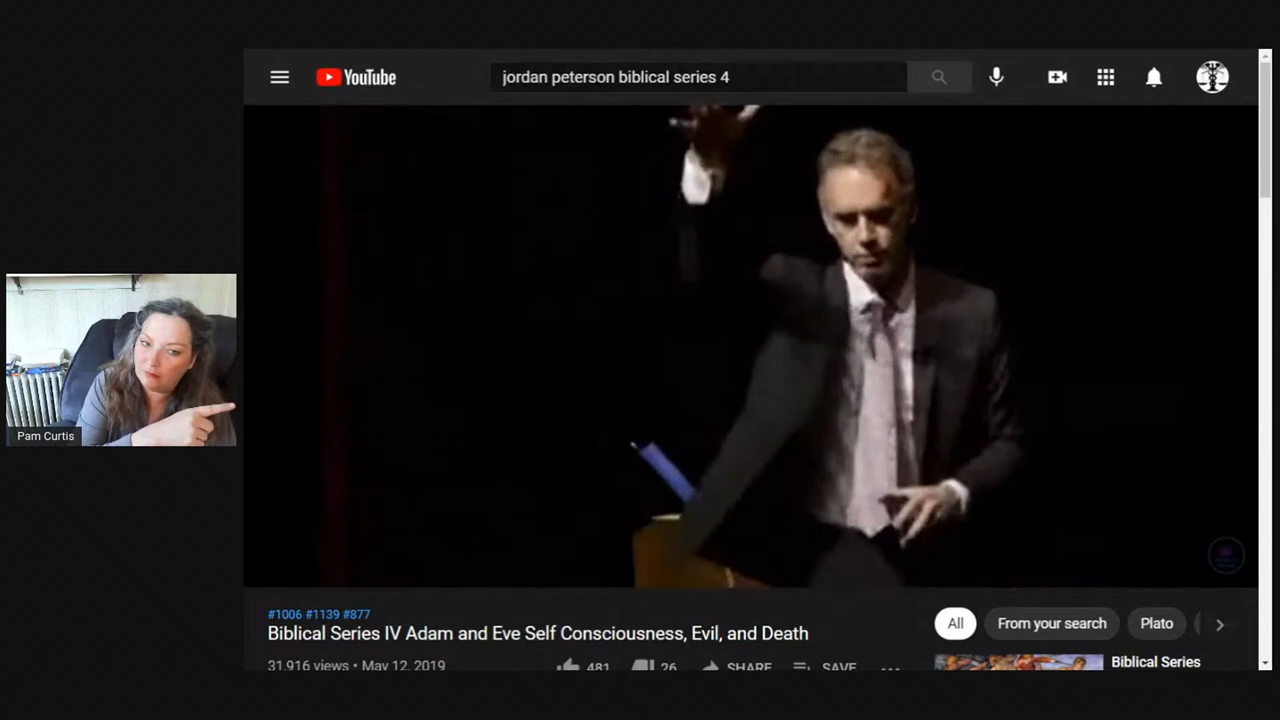 YouTube
jordan peterson biblical series 4
Pam Curtis
#1006 #1139 #877
Biblical Series IV Adam and Eve Self Consciousness, Evil, and Death
All
From your search
Plato
31,916 views • May 12, 2019
481
26
SHARE
SAVE
Biblical Series